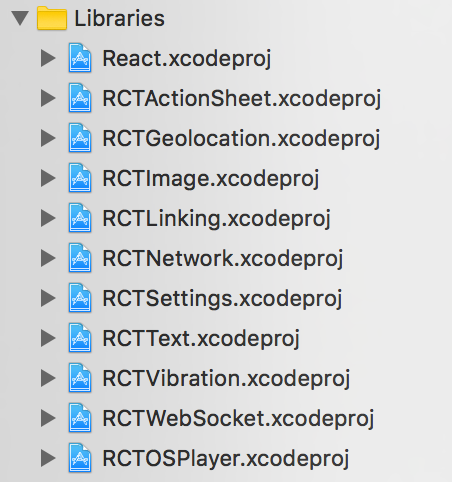 Libraries
React.xcodeproj
RCTActionSheet.xcodeproj
RCTGeolocation.xcodeproj
RCTImage.xcodeproj
RCTLinking.xcodeproj
RCTNetwork.xcodeproj
RCTSettings.xcodeproj
RCTText.xcodeproj
RCTVibration.xcodeproj
RCTWebSocket.xcodeproj
RCTOSPlayer.xcodeproj